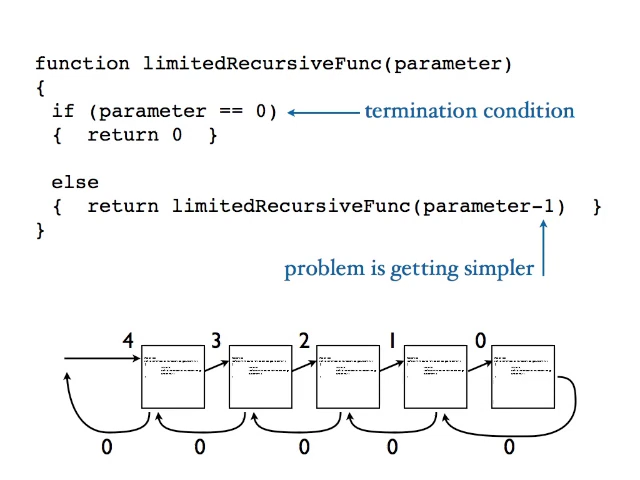 function limitedRecursiveFunc(parameter)
{
if (parameter == 0) termination condition
{ return 0 }
else
{ return limitedRecursiveFunc(parameter-1) }
}
problem is getting simpler
4 3 2 1 0
0 0 0 0 0